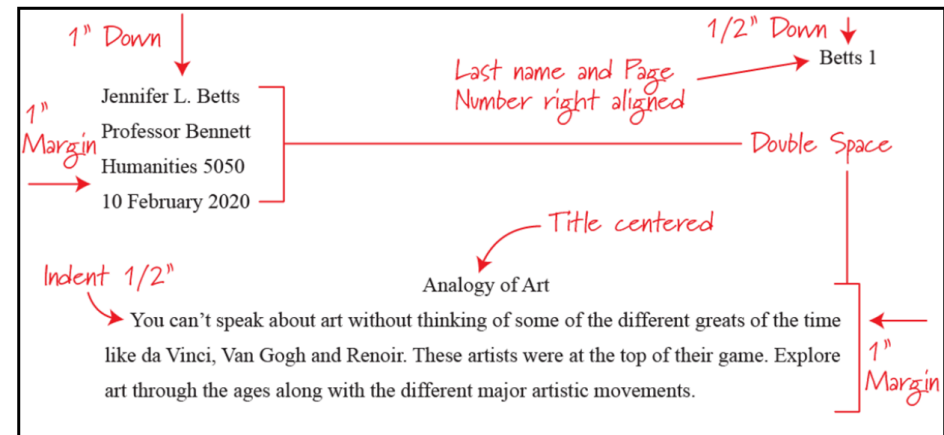 1" Down
1/2" Down
Betts 1
Last name and Page
Number right aligned
Jennifer L. Betts
1"
Margin
Professor Bennett
Double Space
Humanities 5050
10 February 2020
Title centered
Indent 1/2"
Analogy of Art
You can’t speak about art without thinking of some of the different greats of the time
like da Vinci, Van Gogh and Renoir. These artists were at the top of their game. Explore
art through the ages along with the different major artistic movements.
1"
Margin